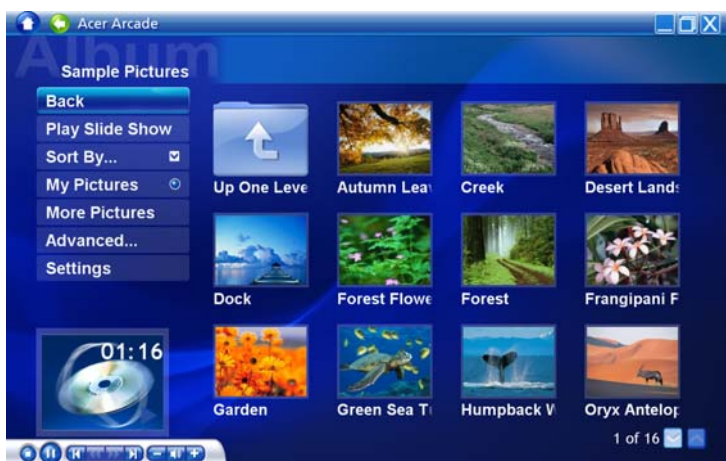 Acer Arcade
Album
Sample Pictures
Back
Play Slide Show
Sort By...
My Pictures
More Pictures
Advanced...
Settings
Up One Leve
Autumn Lea
Creek
Desert Lands
Dock
Forest Flowe
Forest
Frangipani F
Garden
Green Sea T
Humpback W
Oryx Antelop
01:16
1 of 16